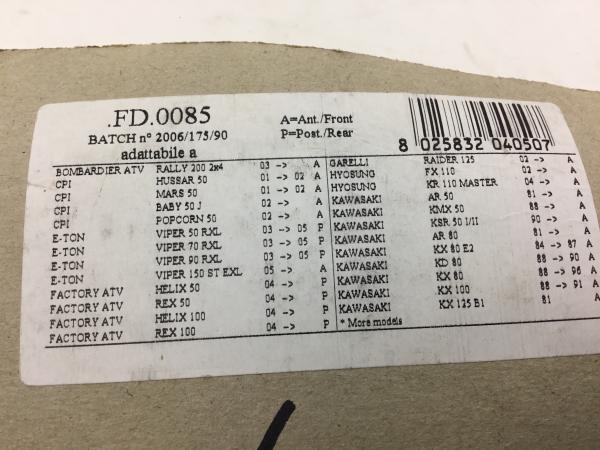 .FD.0085
BATCH n° 2006/175/90
adattabile a
A=Ant./Front
P=Post./Rear
8 025832 040507
BOMBARDIER ATV RALLY 200 2x4 03 -> A
CPI HUSSAR 50 01 -> 02 A
CPI MARS 50 01 -> 02 A
CPI BABY 50 J 02 -> A
CPI POPCORN 50 02 -> A
E-TON VIPER 50 RXL 03 -> 05 P
E-TON VIPER 70 RXL 03 -> 05 P
E-TON VIPER 90 RXL 03 -> 05 P
E-TON VIPER 150 ST EXL 05 -> A
FACTORY ATV HELIX 50 04 -> P
FACTORY ATV REX 50 04 -> P
FACTORY ATV HELIX 100 04 -> P
FACTORY ATV REX 100 04 -> P
GARELLI RAIDER 125 02 -> A
HYOSUNG FX 110 02 -> A
HYOSUNG KR 110 MASTER 04 -> A
KAWASAKI AR 50 81 -> A
KAWASAKI KMX 50 88 -> A
KAWASAKI KSR 50 I/II 90 -> A
KAWASAKI AR 80 81 -> A
KAWASAKI KX 80 E2 84 -> 87 A
KAWASAKI KD 80 88 -> 90 A
KAWASAKI KX 80 88 -> 96 A
KAWASAKI KX 100 88 -> 91 A
KAWASAKI KX 125 B1 81 A
* More models